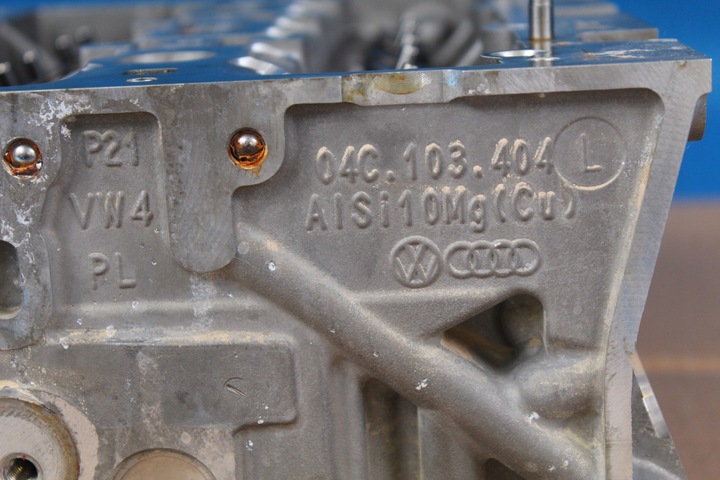 P21
VW4
PL
04C.103.404 L
AlSi10Mg(Cu)